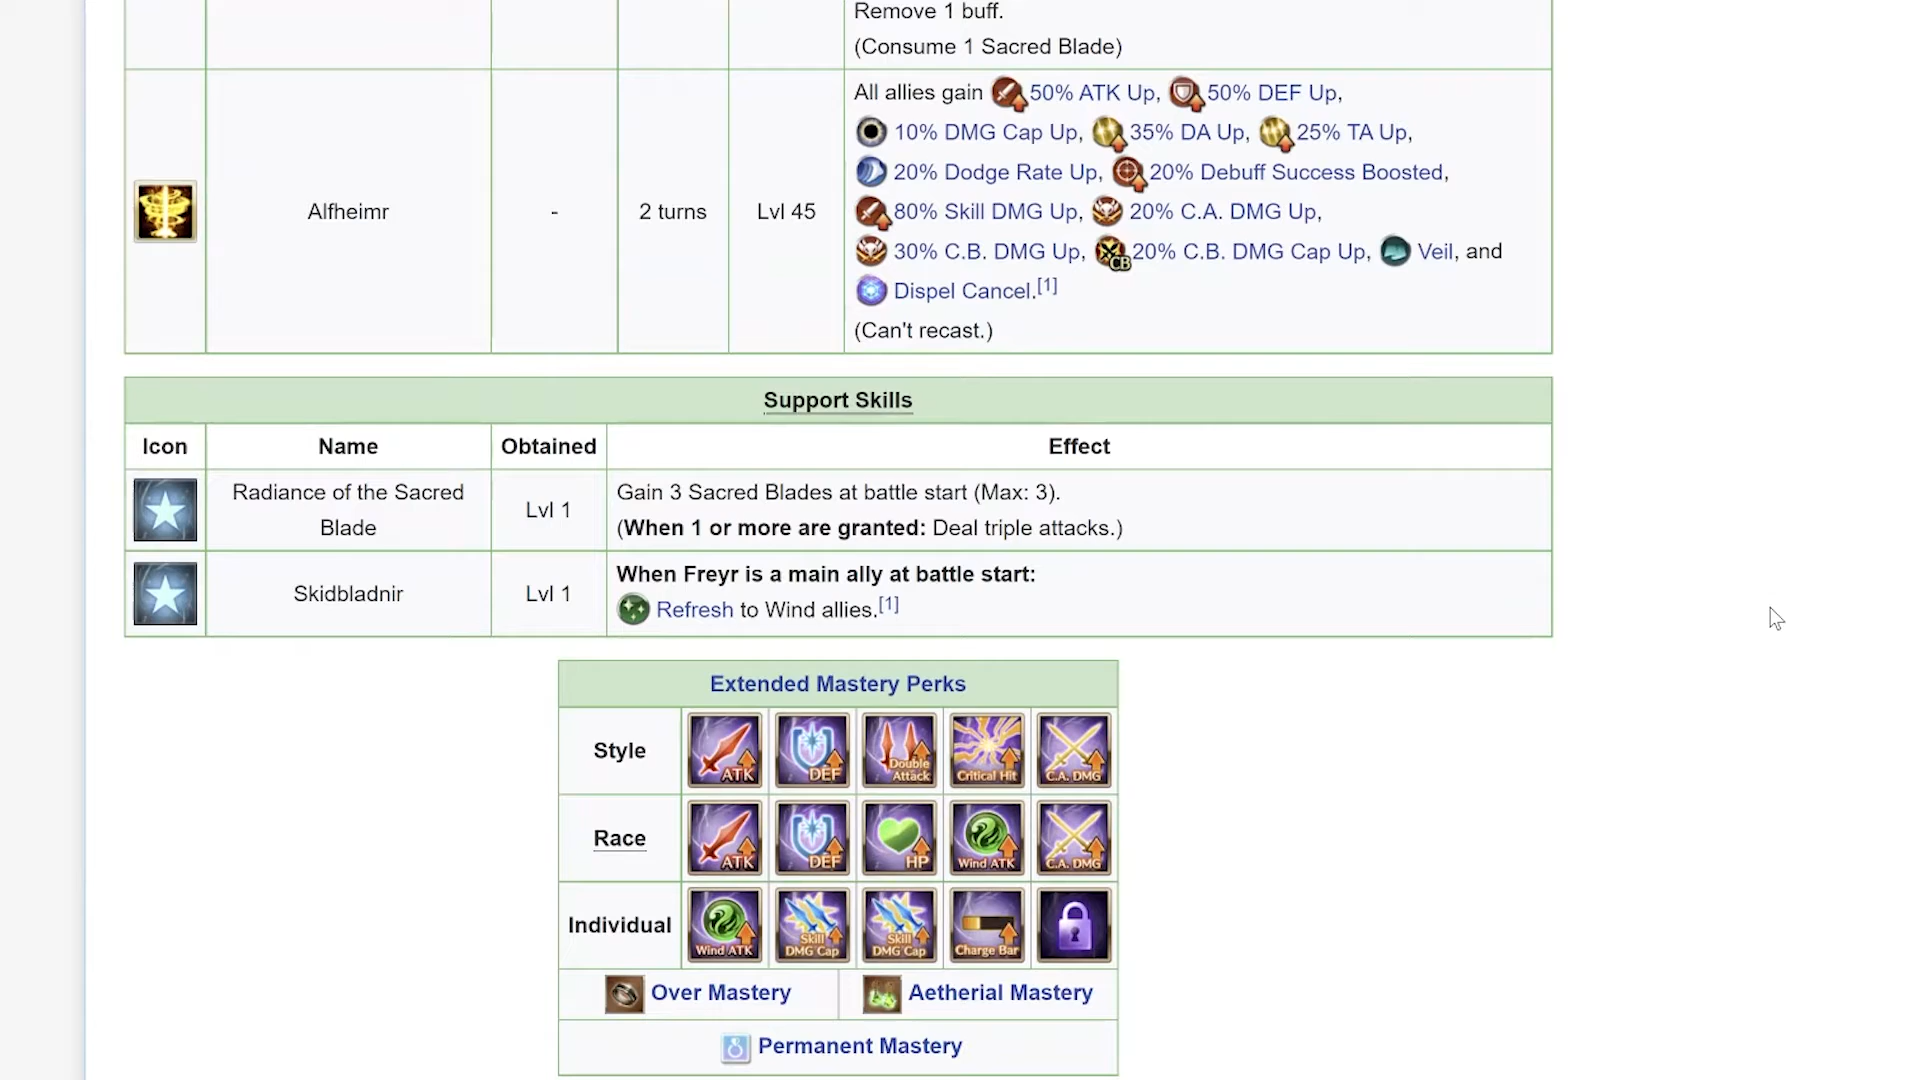 Remove 1 buff.
(Consume 1 Sacred Blade)
Alfheimr
-
2 turns
Lvl 45
All allies gain 50% ATK Up, 50% DEF Up,
10% DMG Cap Up, 35% DA Up, 25% TA Up,
20% Dodge Rate Up, 20% Debuff Success Boosted,
80% Skill DMG Up, 20% C.A. DMG Up,
30% C.B. DMG Up, CB 20% C.B. DMG Cap Up, Veil, and
Dispel Cancel.[1]
(Can't recast.)
Support Skills
Icon Name Obtained Effect
Radiance of the Sacred
Blade
Lvl 1
Gain 3 Sacred Blades at battle start (Max: 3).
(When 1 or more are granted: Deal triple attacks.)
Skidbladnir
Lvl 1
When Freyr is a main ally at battle start:
Refresh to Wind allies.[1]
Extended Mastery Perks
Style
ATK
DEF
Double
Attack
Critical Hit
C.A. DMG
Race
ATK
DEF
HP
Wind ATK
C.A. DMG
Individual
Wind ATK
Skill
DMG Cap
Skill
DMG Cap
Charge Bar
Over Mastery
Aetherial Mastery
Permanent Mastery